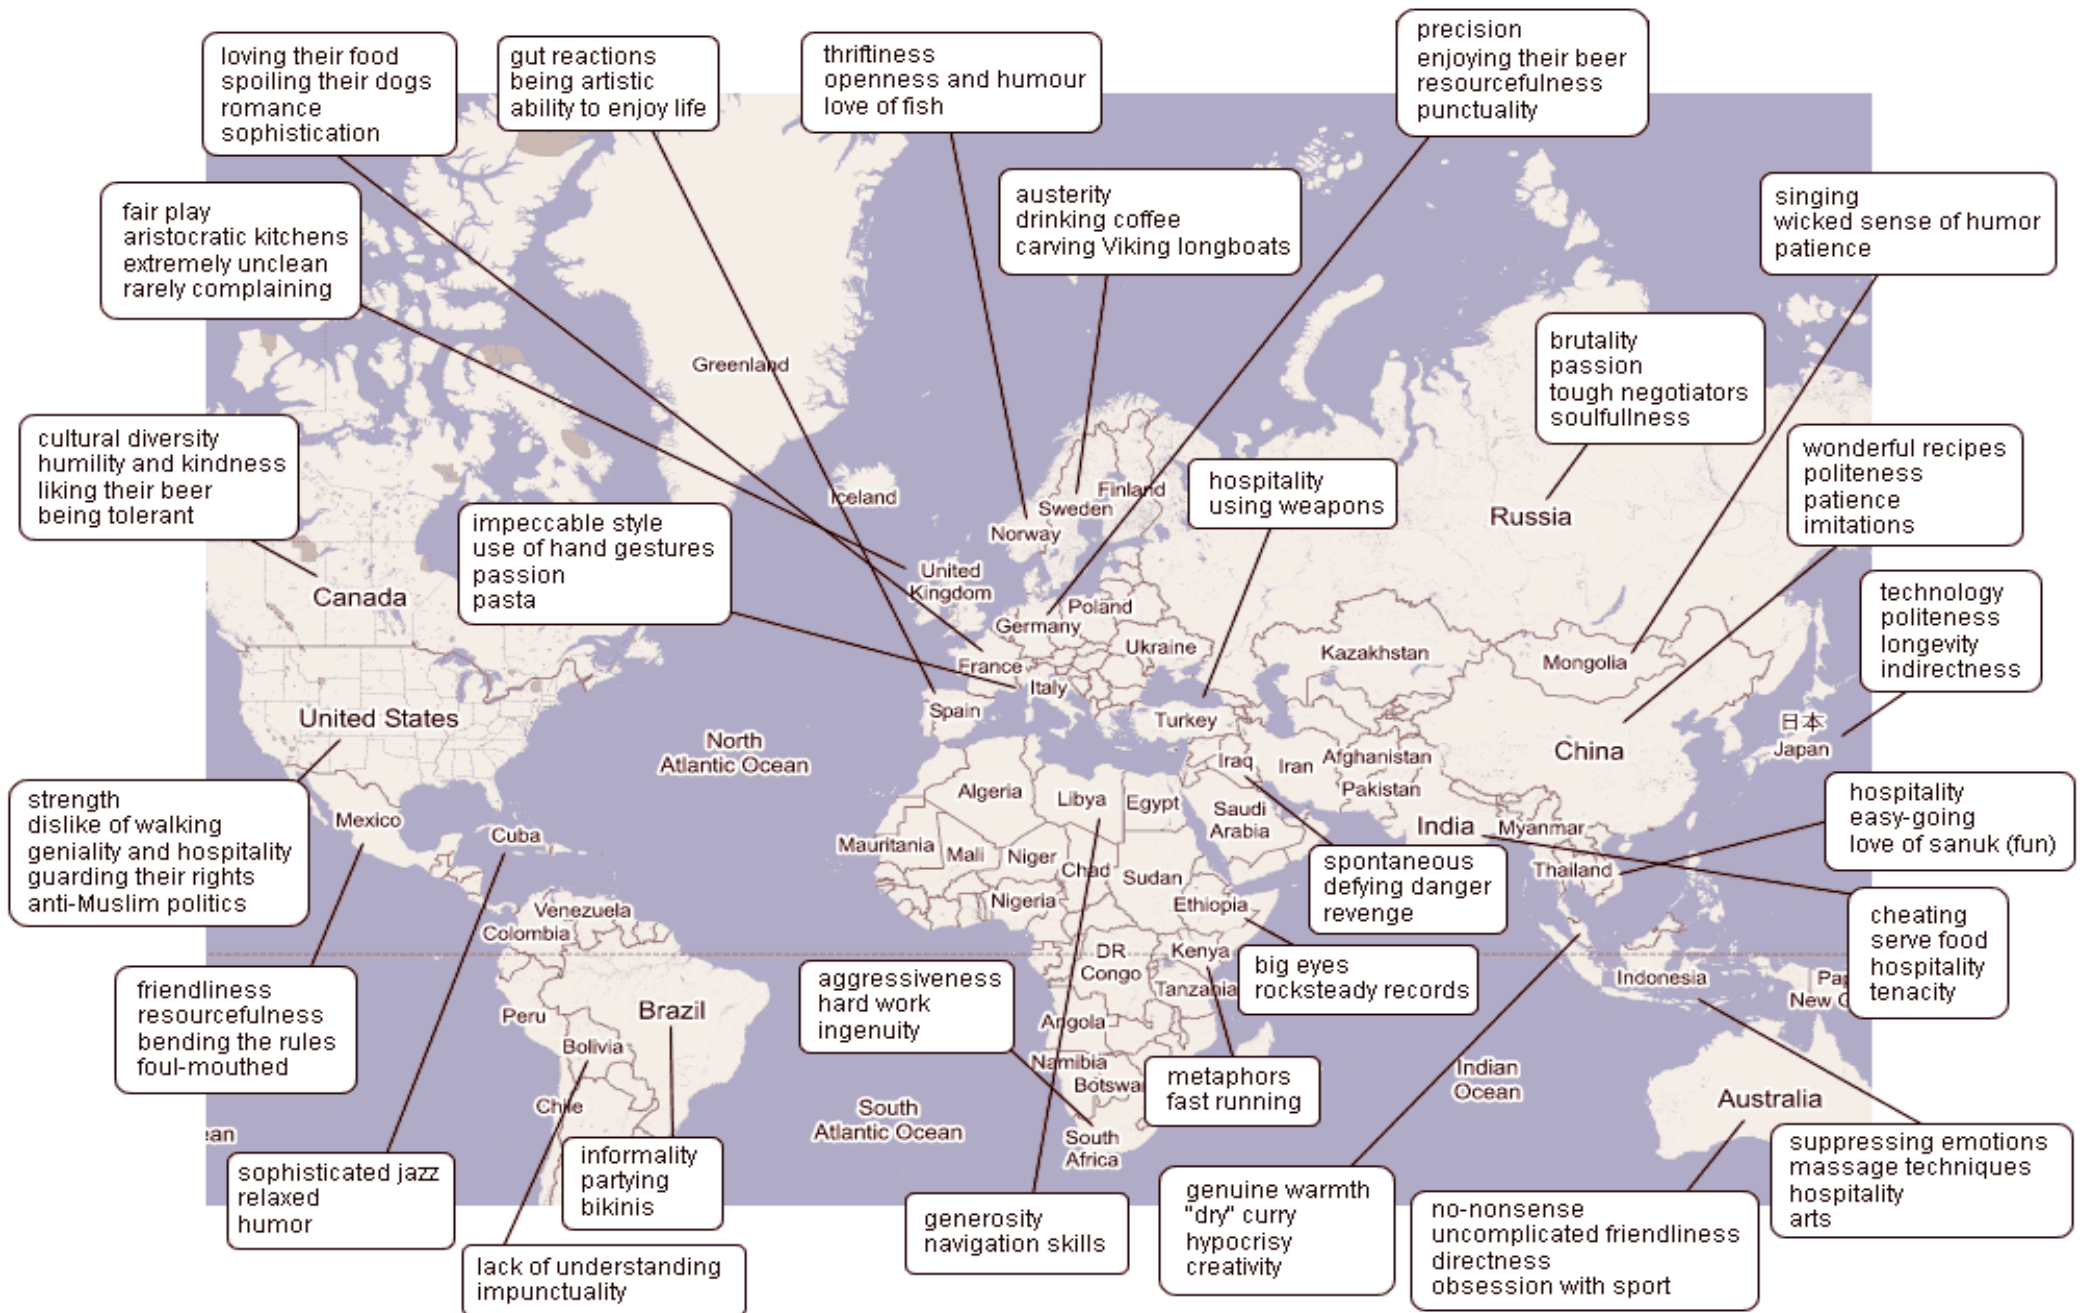 loving their food
spoiling their dogs
romance
sophistication
gut reactions
being artistic
ability to enjoy life
thriftiness
openness and humour
love of fish
precision
enjoying their beer
resourcefulness
punctuality
fair play
aristocratic kitchens
extremely unclean
rarely complaining
austerity
drinking coffee
carving Viking longboats
singing
wicked sense of humor
patience
brutality
passion
tough negotiators
soulfullness
Greenland
cultural diversity
humility and kindness
liking their beer
being tolerant
wonderful recipes
politeness
patience
imitations
hospitality
using weapons
Iceland
Finland
Sweden
Norway
Russia
impeccable style
use of hand gestures
passion
pasta
United
Kingdom
Canada
Poland
Germany
Ukraine
France
Italy
Spain
Turkey
Kazakhstan
Mongolia
technology
politeness
longevity
indirectness
United States
North
Atlantic Ocean
日本
Japan
China
Iraq
Iran
Afghanistan
Pakistan
Algeria
Libya
Egypt
Saudi
Arabia
India
Myanmar
Thailand
hospitality
easy-going
love of sanuk (fun)
strength
dislike of walking
geniality and hospitality
guarding their rights
anti-Muslim politics
Mexico
Cuba
Mauritania
Mali
Niger
Chad
Sudan
Nigeria
Ethiopia
spontaneous
defying danger
revenge
cheating
serve food
hospitality
tenacity
Venezuela
Colombia
DR
Congo
Kenya
Tanzania
big eyes
rocksteady records
Indonesia
Pap
New G
friendliness
resourcefulness
bending the rules
foul-mouthed
Peru
Brazil
Bolivia
Chile
aggressiveness
hard work
ingenuity
Angola
Namibia
Botswa
metaphors
fast running
Indian
Ocean
Australia
ean
South
Atlantic Ocean
South
Africa
sophisticated jazz
relaxed
humor
informality
partying
bikinis
lack of understanding
impunctuality
generosity
navigation skills
genuine warmth
"dry" curry
hypocrisy
creativity
no-nonsense
uncomplicated friendliness
directness
obsession with sport
suppressing emotions
massage techniques
hospitality
arts